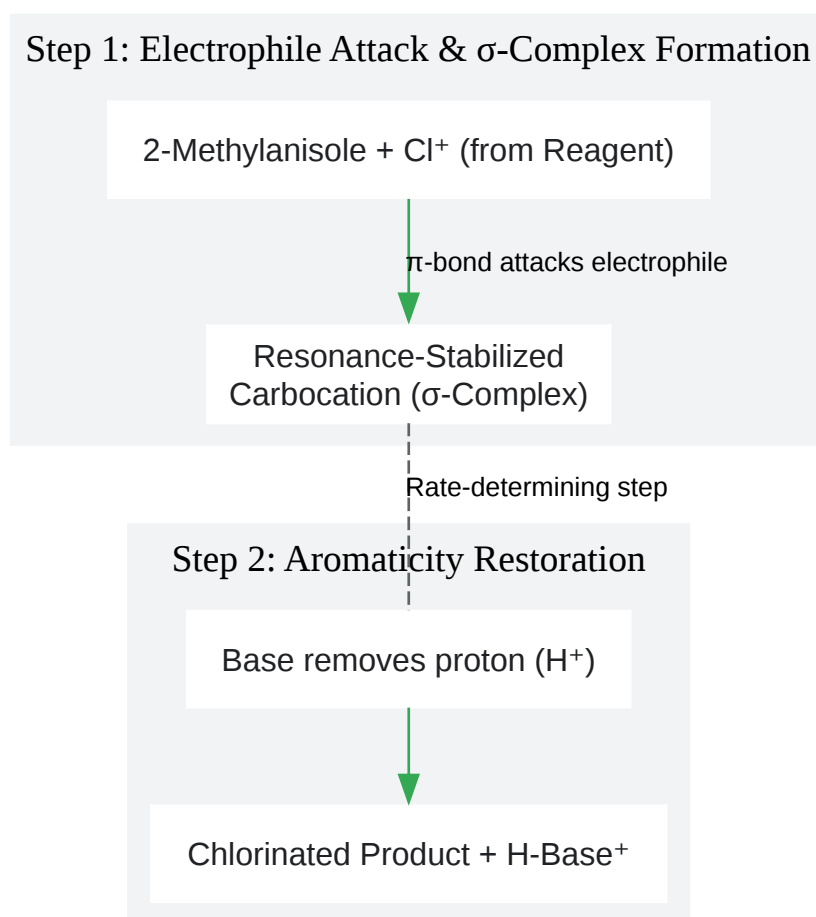 Step 1: Electrophile Attack & σ-Complex Formation
2-Methylanisole + Cl⁺ (from Reagent)
π-bond attacks electrophile
Resonance-Stabilized
Carbocation (σ-Complex)
Rate-determining step
Step 2: Aromaticity Restoration
Base removes proton (H⁺)
Chlorinated Product + H-Base⁺